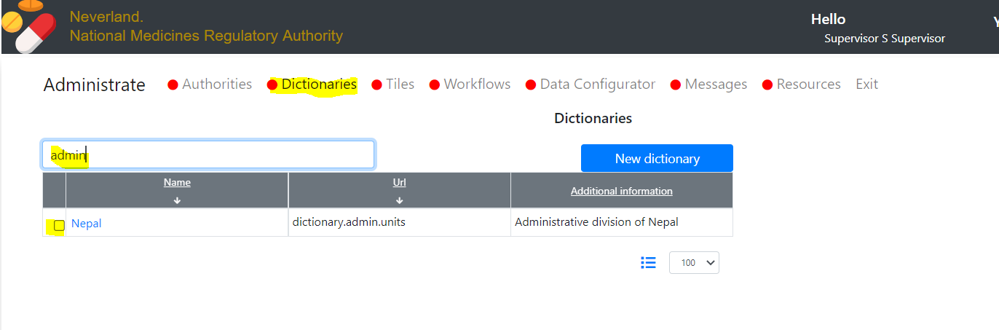 Neverland.
National Medicines Regulatory Authority
Hello
Supervisor S Supervisor
Administrate Authorities Dictionaries Tiles Workflows Data Configurator Messages Resources Exit
Dictionaries
admin
New dictionary
Name Url Additional information
Nepal dictionary.admin.units Administrative division of Nepal
100